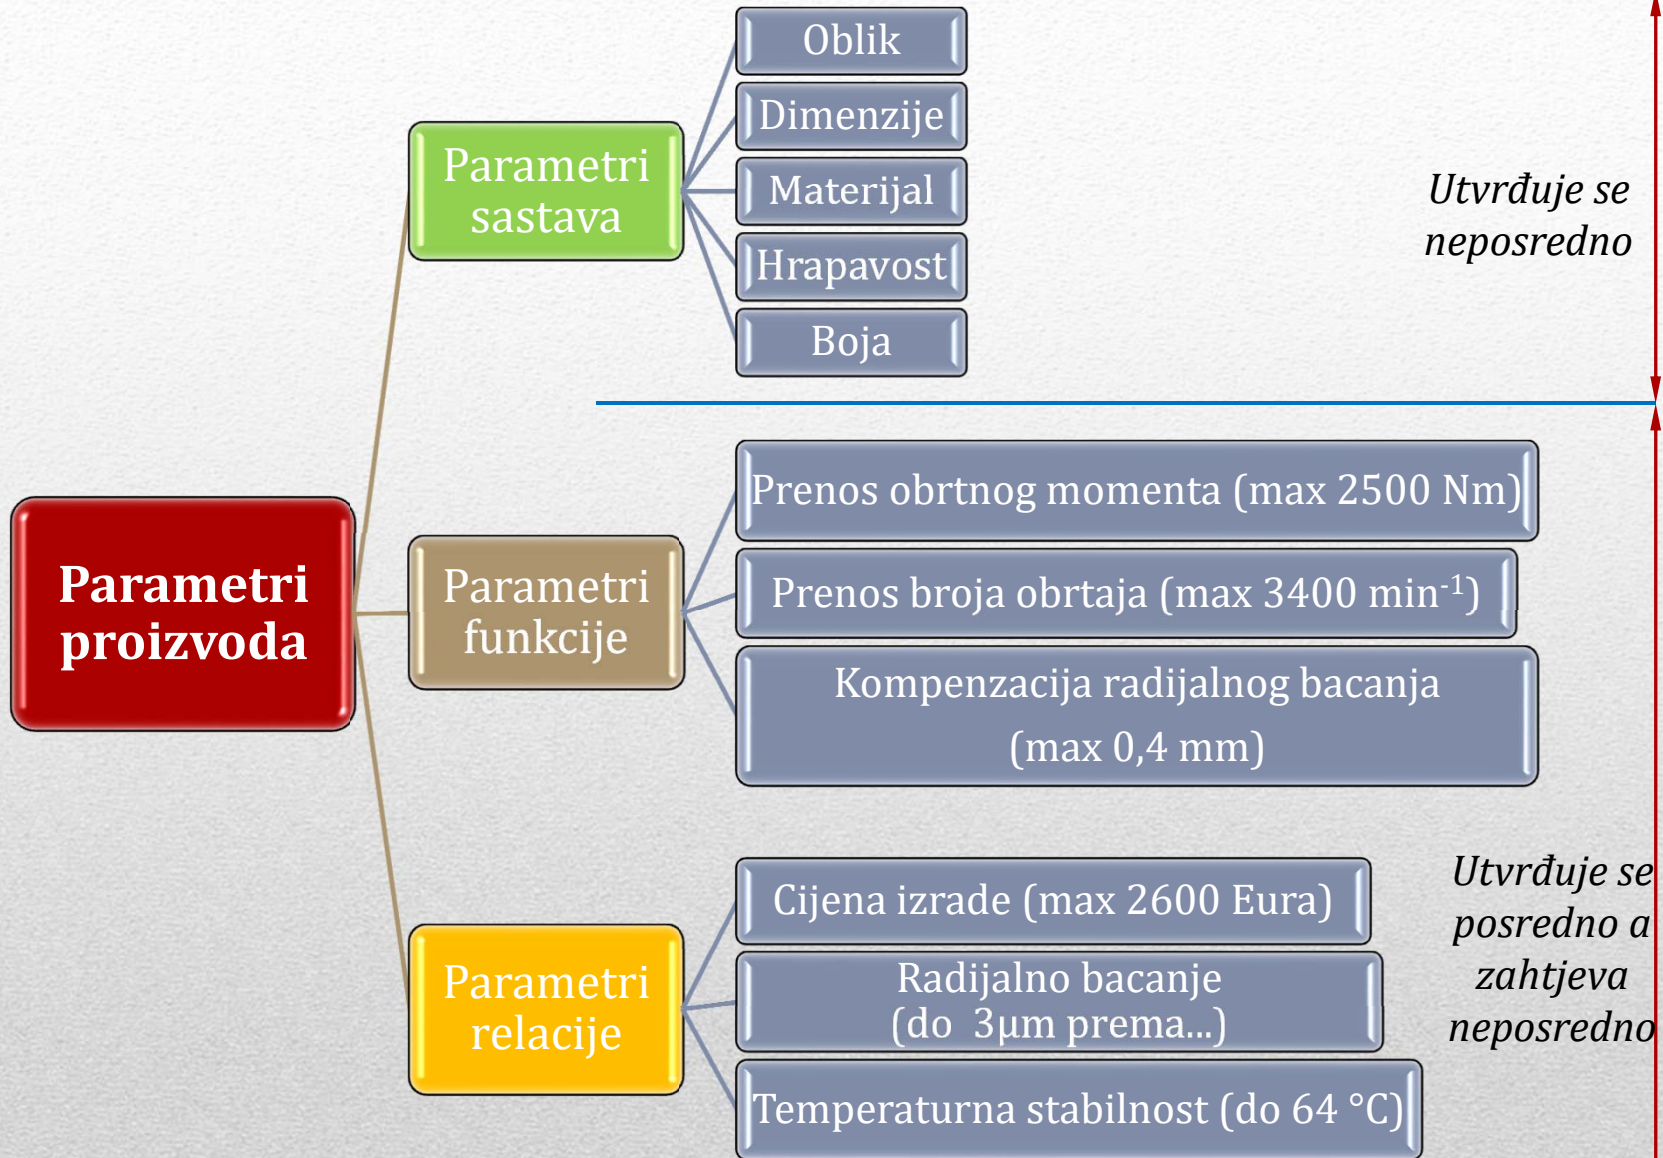 Parametri
proizvoda
Parametri
sastava
Oblik
Dimenzije
Materijal
Hrapavost
Boja
Utvrđuje se
neposredno
Parametri
funkcije
Prenos obrtnog momenta (max 2500 Nm)
Prenos broja obrtaja (max 3400 min⁻¹)
Kompenzacija radijalnog bacanja
(max 0,4 mm)
Parametri
relacije
Cijena izrade (max 2600 Eura)
Radijalno bacanje
(do 3µm prema...)
Temperaturna stabilnost (do 64 °C)
Utvrđuje se
posredno a
zahtjeva
neposredno